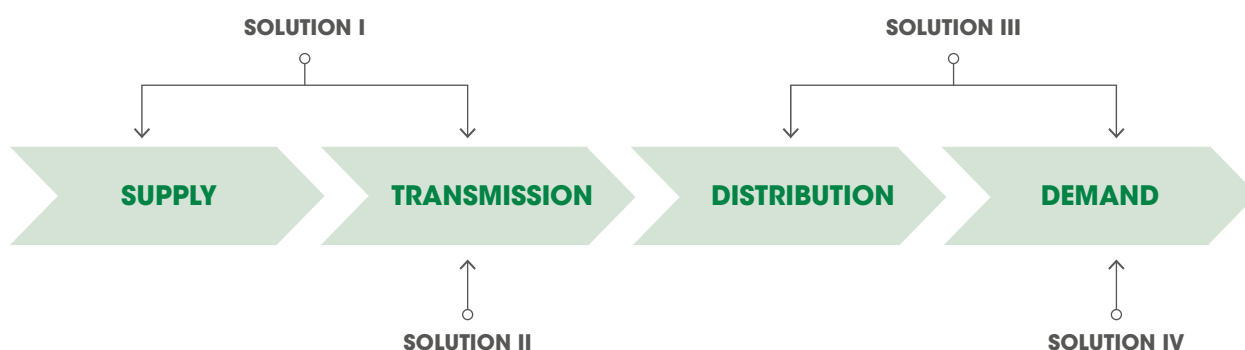 SOLUTION I
SOLUTION III
SUPPLY
TRANSMISSION
DISTRIBUTION
DEMAND
SOLUTION II
SOLUTION IV